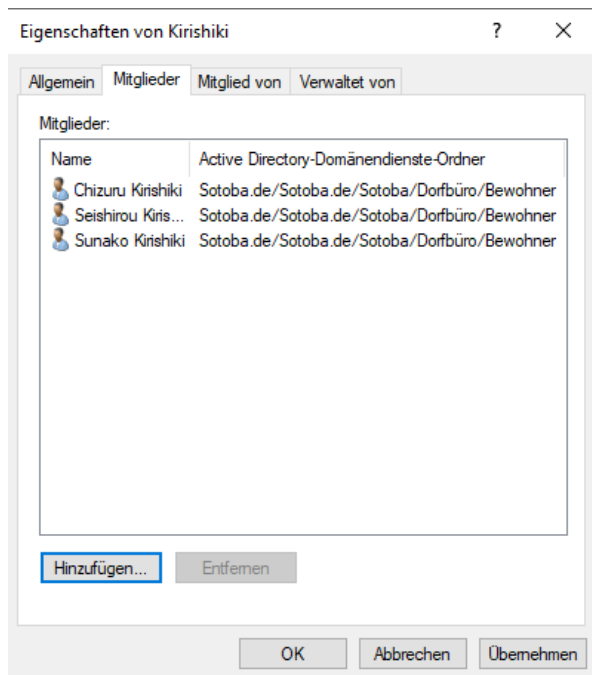 Eigenschaften von Kirishiki ? ×
Allgemein Mitglieder Mitglied von Verwaltet von
Mitglieder:
Name Active Directory-Domänendienste-Ordner
Chizuru Kirishiki Sotoba.de/Sotoba.de/Sotoba/Dorfbüro/Bewohner
Seishirou Kiris... Sotoba.de/Sotoba.de/Sotoba/Dorfbüro/Bewohner
Sunako Kirishiki Sotoba.de/Sotoba.de/Sotoba/Dorfbüro/Bewohner
Hinzufügen... Entfernen
OK Abbrechen Übernehmen